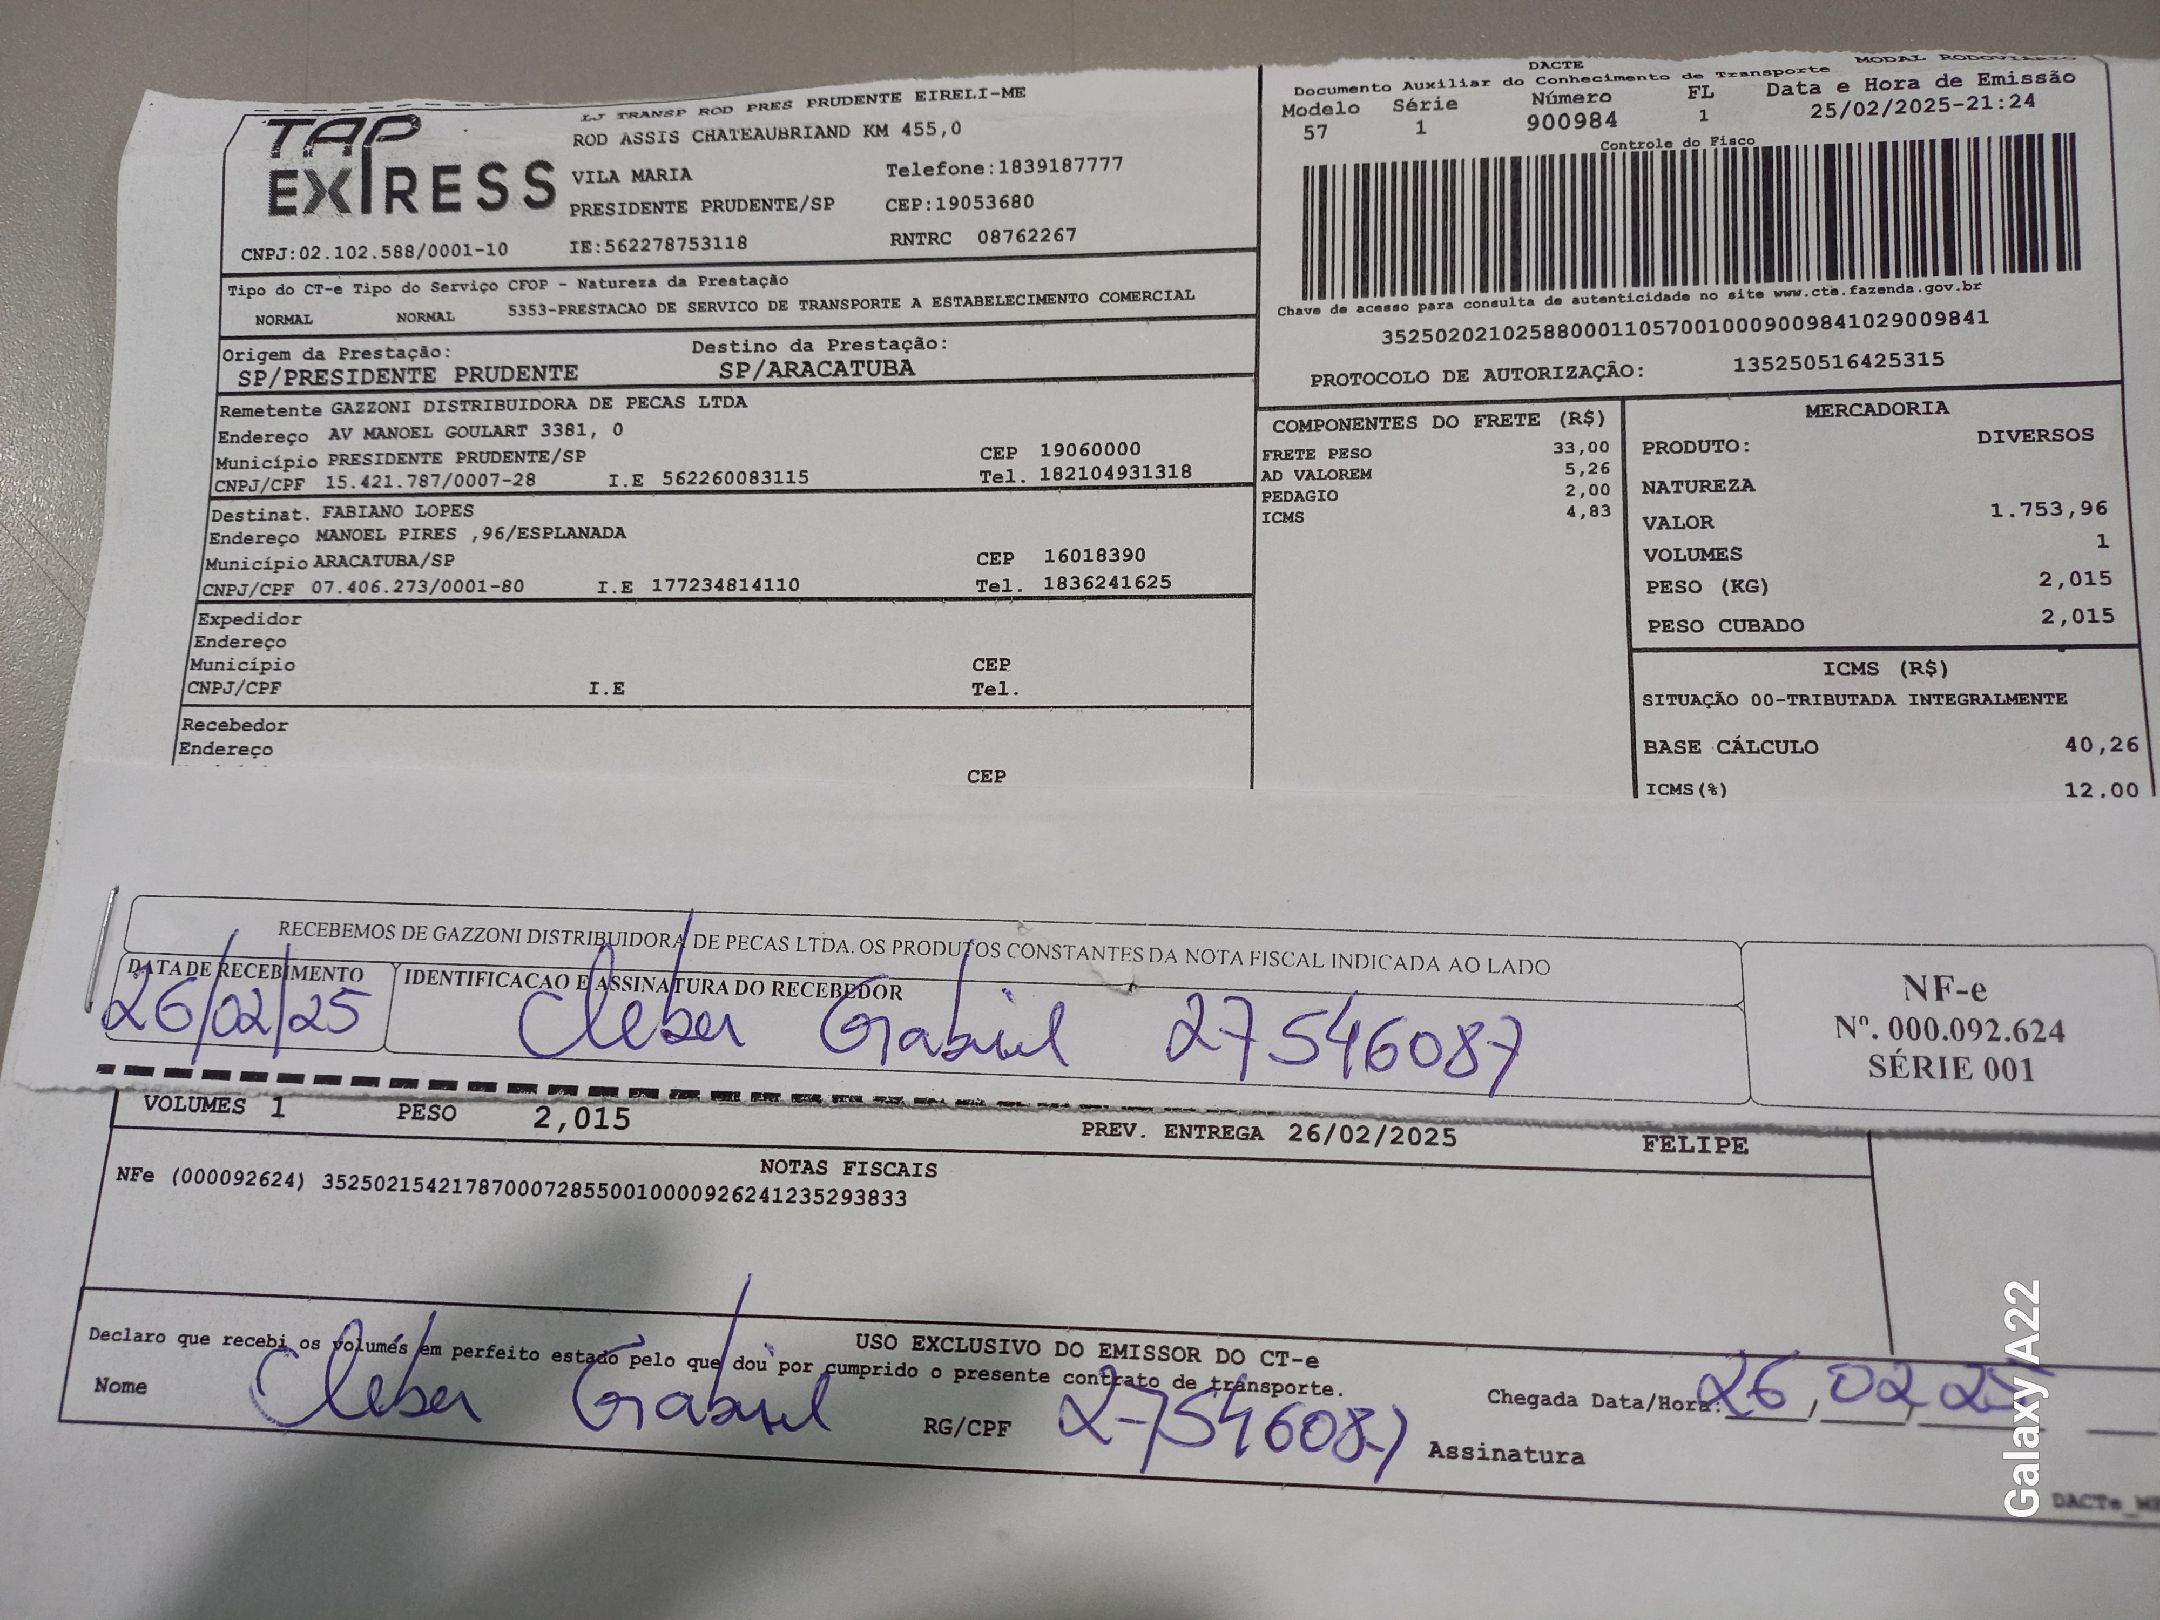 TAP EXPRESS
LJ TRANSP ROD PRES PRUDENTE EIRELI-ME
ROD ASSIS CHATEAUBRIAND KM 455,0
VILA MARIA Telefone:1839187777
PRESIDENTE PRUDENTE/SP CEP:19053680
CNPJ:02.102.588/0001-10 IE:562278753118 RNTRC 08762267
DACTE MODAL RODOVIÁRIO
Documento Auxiliar do Conhecimento de Transporte
Modelo Série Número FL Data e Hora de Emissão
57 1 900984 1 25/02/2025-21:24
Controle do Fisco
Chave de acesso para consulta de autenticidade no site www.cte.fazenda.gov.br
35250202102588000110570010009009841029009841
PROTOCOLO DE AUTORIZAÇÃO: 135250516425315
Tipo do CT-e Tipo do Serviço CFOP - Natureza da Prestação
NORMAL NORMAL 5353-PRESTACAO DE SERVICO DE TRANSPORTE A ESTABELECIMENTO COMERCIAL
Origem da Prestação: Destino da Prestação:
SP/PRESIDENTE PRUDENTE SP/ARACATUBA
Remetente GAZZONI DISTRIBUIDORA DE PECAS LTDA
Endereço AV MANOEL GOULART 3381, 0
Município PRESIDENTE PRUDENTE/SP CEP 19060000
CNPJ/CPF 15.421.787/0007-28 I.E 562260083115 Tel. 182104931318
Destinat. FABIANO LOPES
Endereço MANOEL PIRES ,96/ESPLANADA
Município ARACATUBA/SP CEP 16018390
CNPJ/CPF 07.406.273/0001-80 I.E 177234814110 Tel. 1836241625
Expedidor
Endereço
Município CEP
CNPJ/CPF I.E Tel.
Recebedor
Endereço
CEP
COMPONENTES DO FRETE (R$)
FRETE PESO 33,00
AD VALOREM 5,26
PEDAGIO 2,00
ICMS 4,83
MERCADORIA
PRODUTO: DIVERSOS
NATUREZA
VALOR 1.753,96
VOLUMES 1
PESO (KG) 2,015
PESO CUBADO 2,015
ICMS (R$)
SITUAÇÃO 00-TRIBUTADA INTEGRALMENTE
BASE CÁLCULO 40,26
ICMS(%) 12.00
RECEBEMOS DE GAZZONI DISTRIBUIDORA DE PECAS LTDA. OS PRODUTOS CONSTANTES DA NOTA FISCAL INDICADA AO LADO
DATA DE RECEBIMENTO IDENTIFICACAO E ASSINATURA DO RECEBEDOR
26/02/25 Cleber Gabriel 27546087
NF-e
Nº. 000.092.624
SÉRIE 001
VOLUMES 1 PESO 2,015 PREV. ENTREGA 26/02/2025 FELIPE
NOTAS FISCAIS
NFe (000092624) 35250215421787000728550010000926241235293833
USO EXCLUSIVO DO EMISSOR DO CT-e
Declaro que recebi os volumes em perfeito estado pelo que dou por cumprido o presente contrato de transporte.
Nome Cleber Gabriel RG/CPF 27546087 Assinatura
Chegada Data/Hora: 26,02,25
Galaxy A22